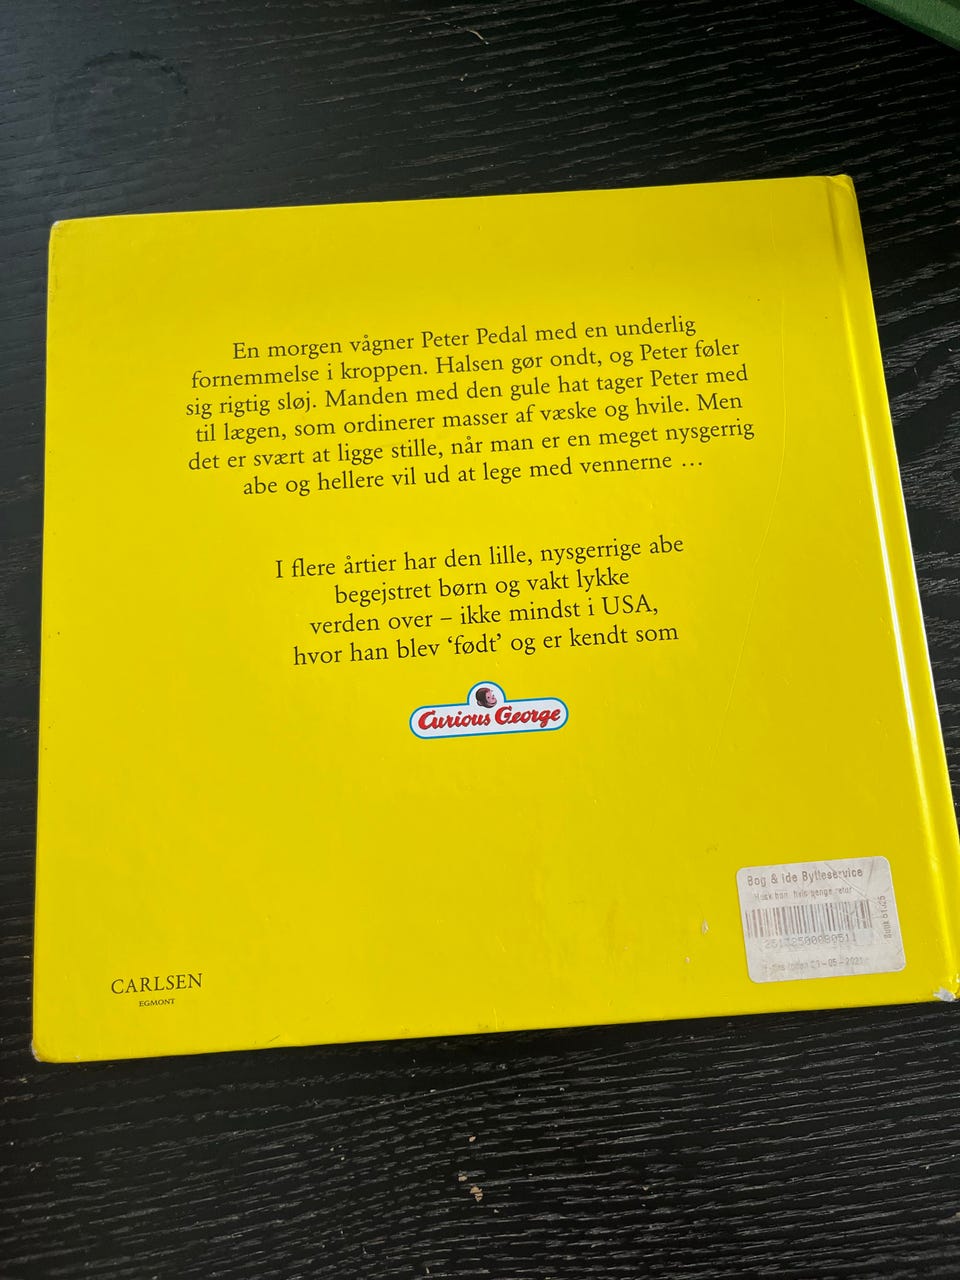 En morgen vågner Peter Pedal med en underlig
fornemmelse i kroppen. Halsen gør ondt, og Peter føler
sig rigtig sløj. Manden med den gule hat tager Peter med
til lægen, som ordinerer masser af væske og hvile. Men
det er svært at ligge stille, når man er en meget nysgerrig
abe og hellere vil ud at lege med vennerne …
I flere årtier har den lille, nysgerrige abe
begejstret børn og vakt lykke
verden over – ikke mindst i USA,
hvor han blev ‘født’ og er kendt som
Curious George
Bog & ide Bytteservice
CARLSEN
EGMONT